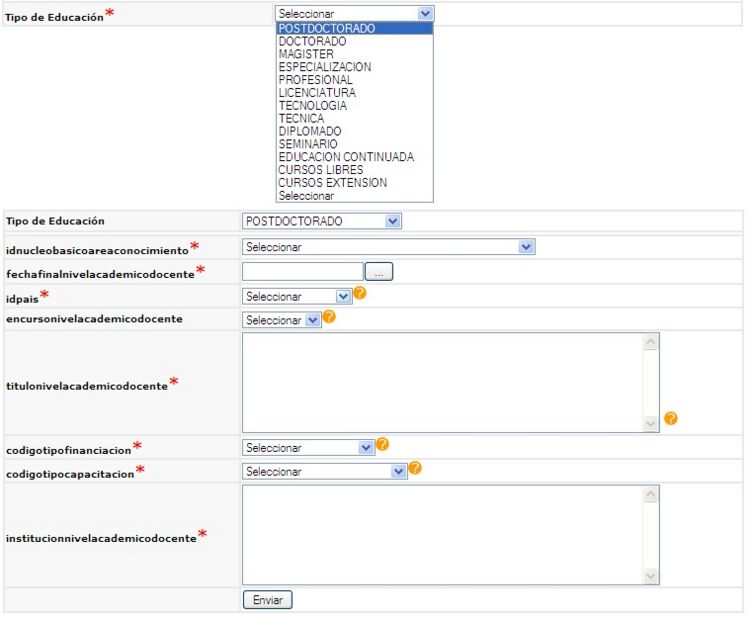 Tipo de Educación* Seleccionar
POSTDOCTORADO
DOCTORADO
MAGISTER
ESPECIALIZACION
PROFESIONAL
LICENCIATURA
TECNOLOGIA
TECNICA
DIPLOMADO
SEMINARIO
EDUCACION CONTINUADA
CURSOS LIBRES
CURSOS EXTENSION
Seleccionar
Tipo de Educación POSTDOCTORADO
idnucleobasicoareaconocimiento* Seleccionar
fechafinalnivelacademicodocente* ...
idpais* Seleccionar ?
encursonivelacademicodocente Seleccionar ?
titulonivelacademicodocente* ?
codigotipofinanciacion* Seleccionar ?
codigotipocapacitacion* Seleccionar ?
institucionnivelacademicodocente*
Enviar